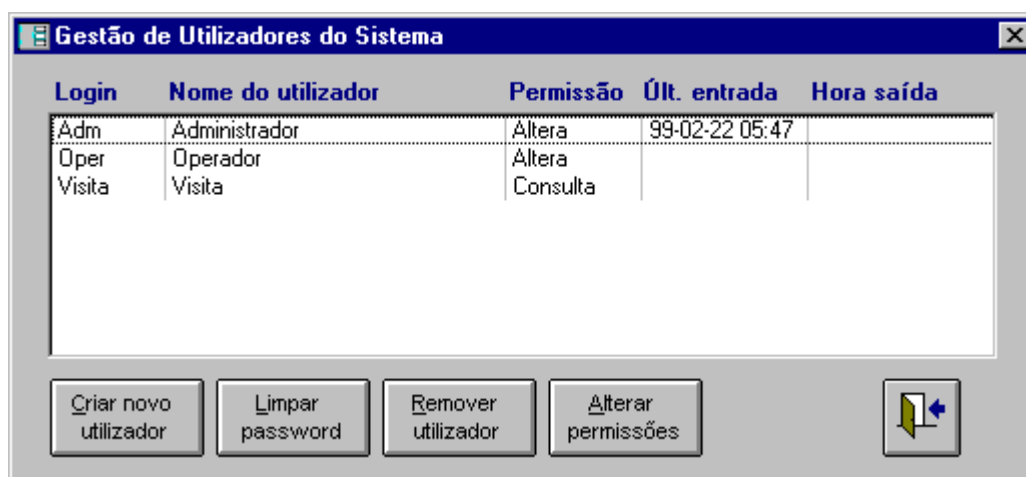 Gestão de Utilizadores do Sistema
Login Nome do utilizador Permissão Últ. entrada Hora saída
Adm Administrador Altera 99-02-22 05:47
Oper Operador Altera
Visita Visita Consulta
Criar novo utilizador
Limpar password
Remover utilizador
Alterar permissões